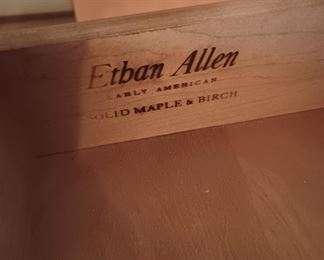 Ethan Allen
EARLY AMERICAN
SOLID MAPLE & BIRCH